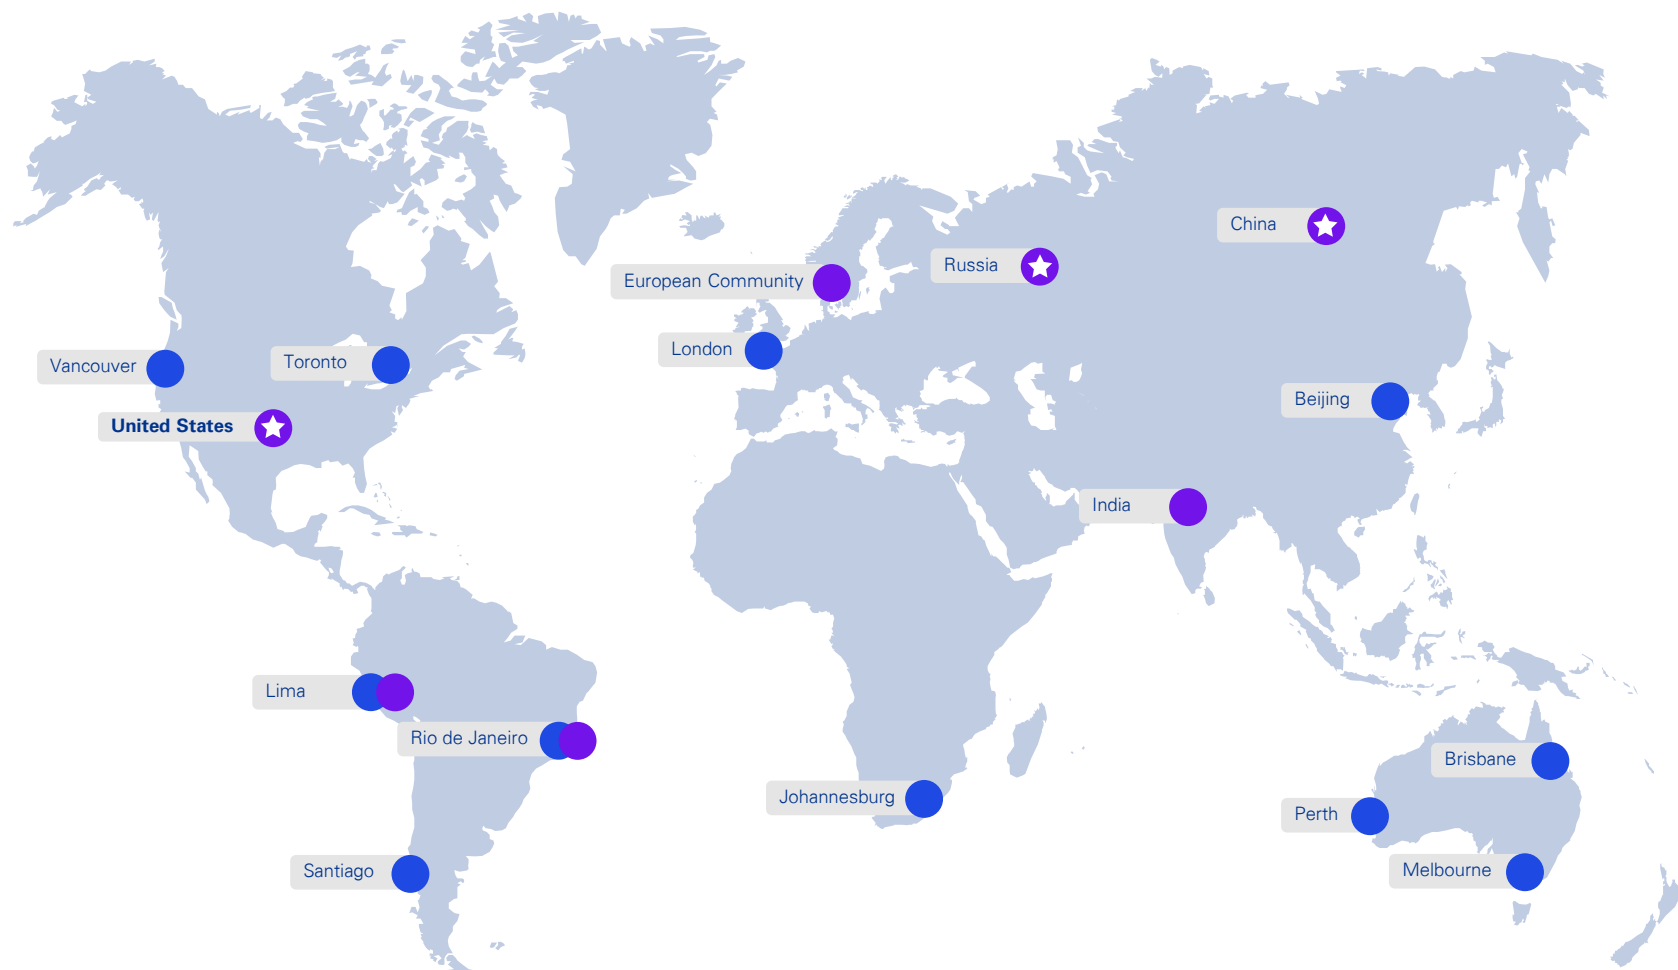 China
Russia
European Community
London
Vancouver
Toronto
United States
Beijing
India
Lima
Rio de Janeiro
Brisbane
Johannesburg
Perth
Santiago
Melbourne